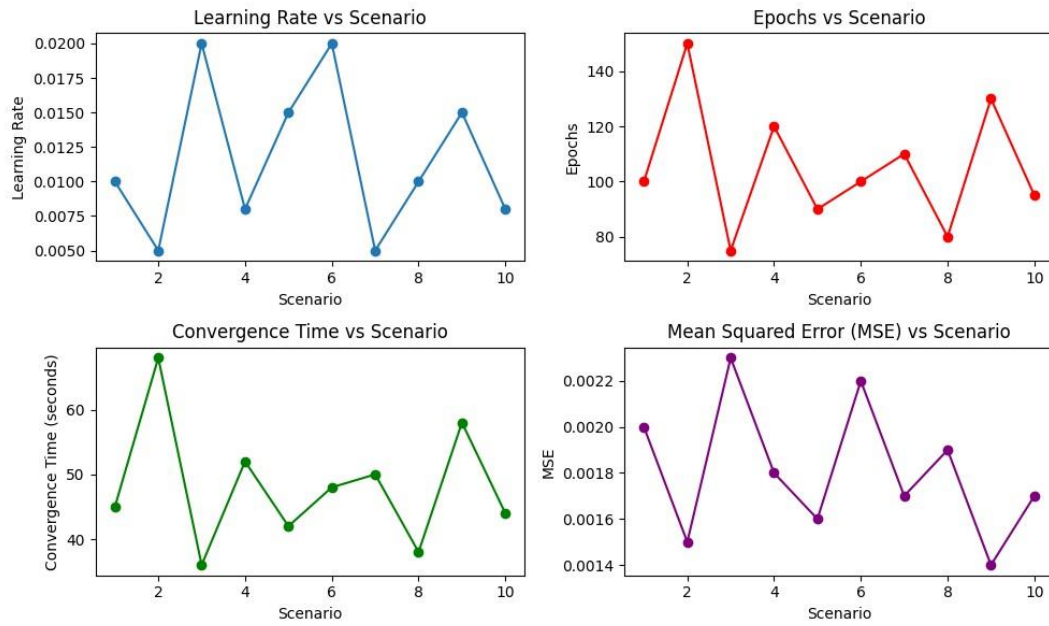 Learning Rate vs Scenario
0.0200
0.0175
0.0150
0.0125
0.0100
0.0075
0.0050
Learning Rate
2 4 6 8 10
Scenario
Epochs vs Scenario
140
120
100
80
Epochs
2 4 6 8 10
Scenario
Convergence Time vs Scenario
60
50
40
Convergence Time (seconds)
2 4 6 8 10
Scenario
Mean Squared Error (MSE) vs Scenario
0.0022
0.0020
0.0018
0.0016
0.0014
MSE
2 4 6 8 10
Scenario